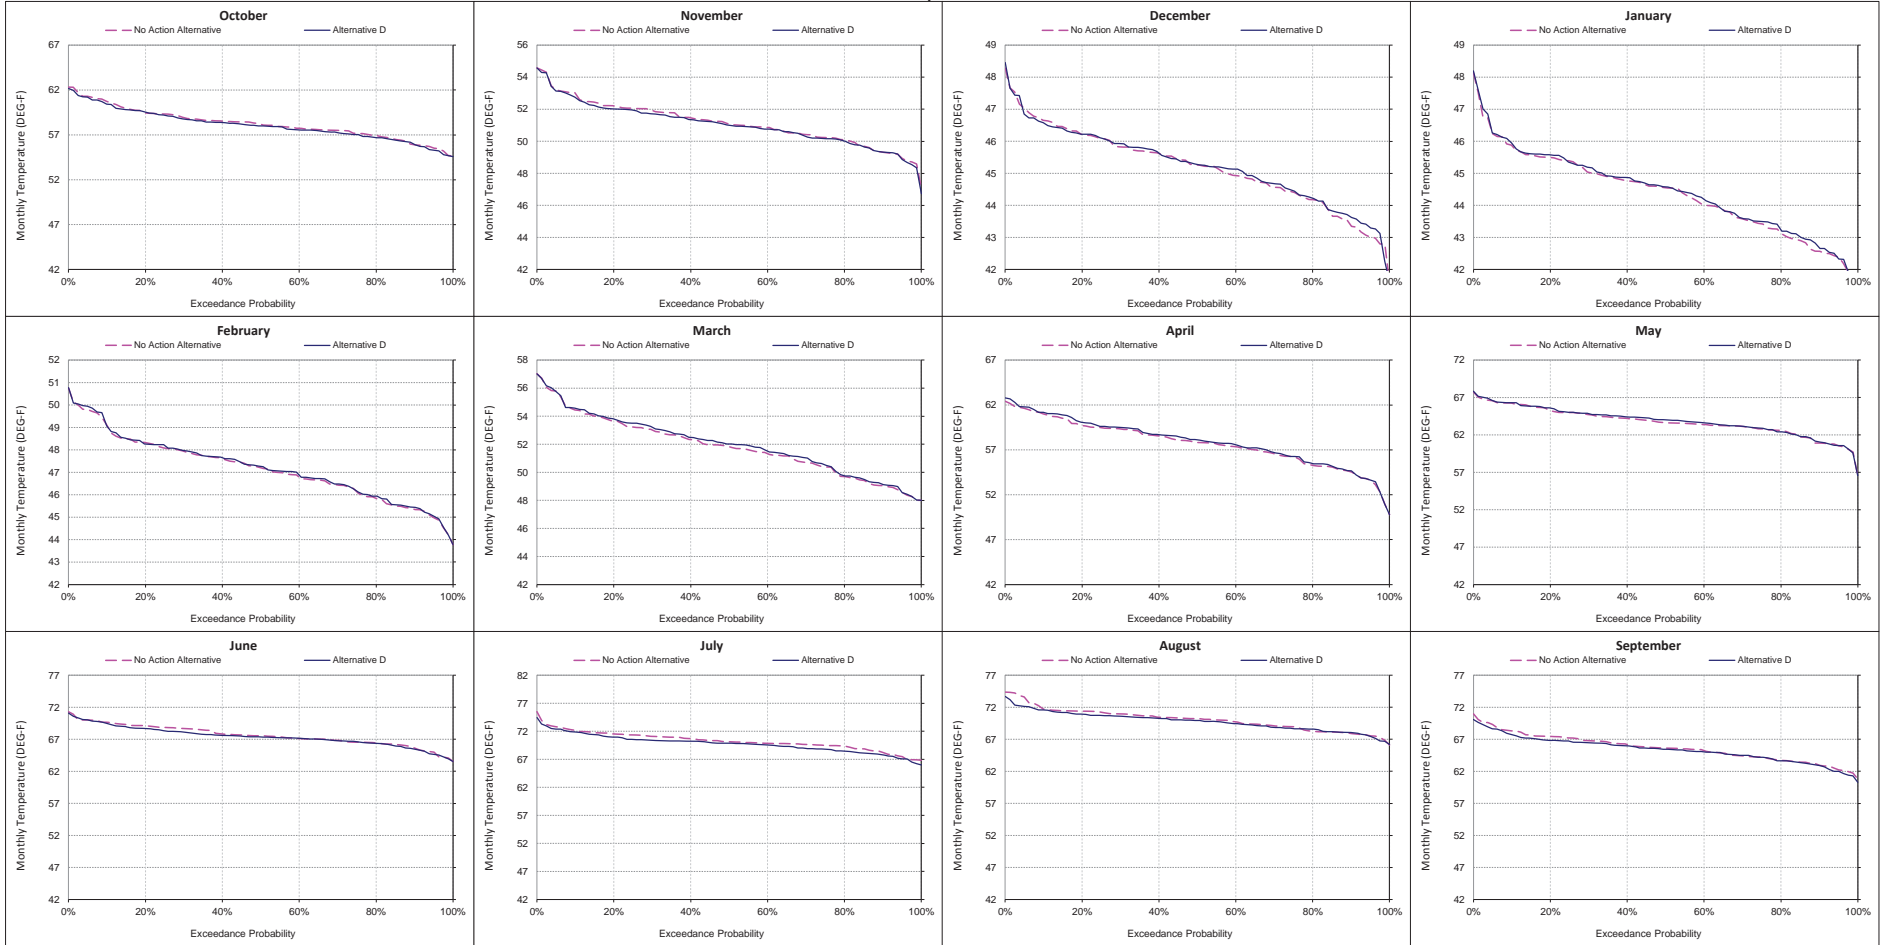 October
No Action Alternative Alternative D
Monthly Temperature (DEG-F)
67
62
57
52
47
42
0% 20% 40% 60% 80% 100%
Exceedance Probability
November
No Action Alternative Alternative D
Monthly Temperature (DEG-F)
56
54
52
50
48
46
44
42
0% 20% 40% 60% 80% 100%
Exceedance Probability
December
No Action Alternative Alternative D
Monthly Temperature (DEG-F)
49
48
47
46
45
44
43
42
0% 20% 40% 60% 80% 100%
Exceedance Probability
January
No Action Alternative Alternative D
Monthly Temperature (DEG-F)
49
48
47
46
45
44
43
42
0% 20% 40% 60% 80% 100%
Exceedance Probability
February
No Action Alternative Alternative D
Monthly Temperature (DEG-F)
52
51
50
49
48
47
46
45
44
43
42
0% 20% 40% 60% 80% 100%
Exceedance Probability
March
No Action Alternative Alternative D
Monthly Temperature (DEG-F)
58
56
54
52
50
48
46
44
42
0% 20% 40% 60% 80% 100%
Exceedance Probability
April
No Action Alternative Alternative D
Monthly Temperature (DEG-F)
67
62
57
52
47
42
0% 20% 40% 60% 80% 100%
Exceedance Probability
May
No Action Alternative Alternative D
Monthly Temperature (DEG-F)
72
67
62
57
52
47
42
0% 20% 40% 60% 80% 100%
Exceedance Probability
June
No Action Alternative Alternative D
Monthly Temperature (DEG-F)
77
72
67
62
57
52
47
42
0% 20% 40% 60% 80% 100%
Exceedance Probability
July
No Action Alternative Alternative D
Monthly Temperature (DEG-F)
82
77
72
67
62
57
52
47
42
0% 20% 40% 60% 80% 100%
Exceedance Probability
August
No Action Alternative Alternative D
Monthly Temperature (DEG-F)
77
72
67
62
57
52
47
42
0% 20% 40% 60% 80% 100%
Exceedance Probability
September
No Action Alternative Alternative D
Monthly Temperature (DEG-F)
77
72
67
62
57
52
47
42
0% 20% 40% 60% 80% 100%
Exceedance Probability